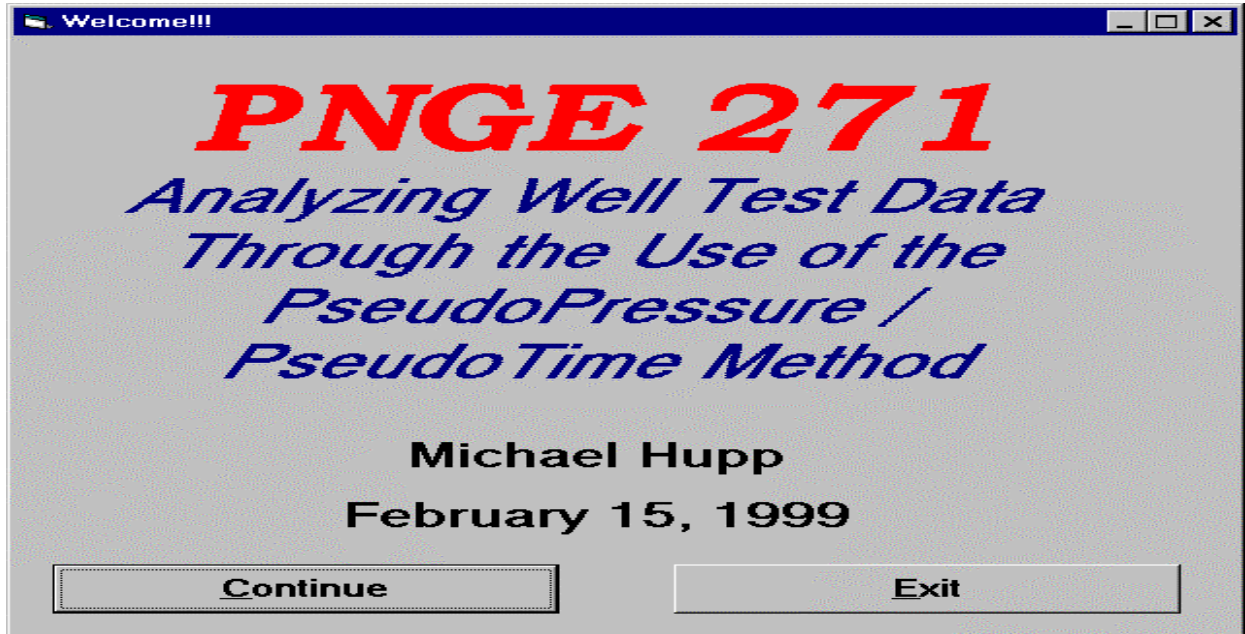 Welcome!!!
PNGE 271
Analyzing Well Test Data
Through the Use of the
PseudoPressure /
PseudoTime Method
Michael Hupp
February 15, 1999
Continue Exit